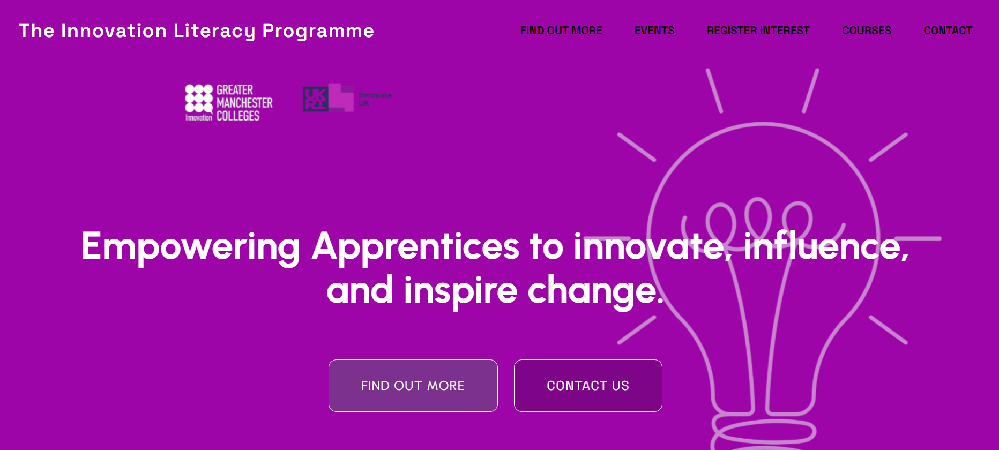 The Innovation Literacy Programme
FIND OUT MORE
EVENTS
REGISTER INTEREST
COURSES
CONTACT
GREATER
MANCHESTER
COLLEGES
Innovation
UK
RI
Innovate
UK
Empowering Apprentices to innovate, influence,
and inspire change.
FIND OUT MORE
CONTACT US